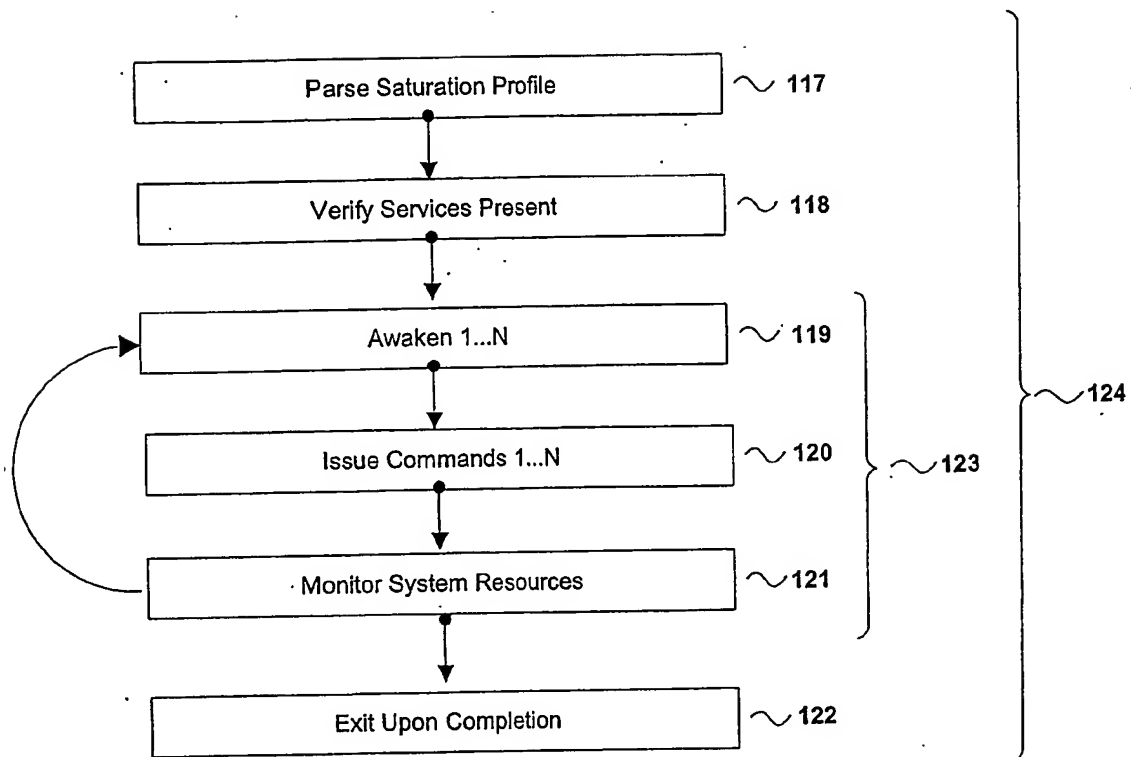 Parse Saturation Profile 117
Verify Services Present 118
Awaken 1...N 119
124
Issue Commands 1...N 120
123
Monitor System Resources 121
Exit Upon Completion 122